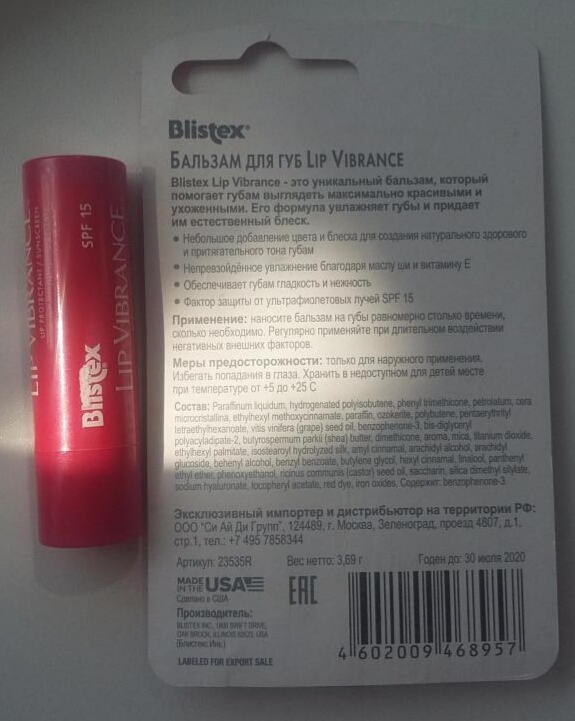 LIP VIBRANCE
LIP PROTECTANT / SUNSCREEN
SPF 15
Blistex
LIP VIBRANCE
Blistex®
БАЛЬЗАМ ДЛЯ ГУБ LIP VIBRANCE
Blistex Lip Vibrance - это уникальный бальзам, который
помогает губам выглядеть максимально красивыми и
ухоженными. Его формула увлажняет губы и придает
им естественный блеск.
• Небольшое добавление цвета и блеска для создания натурального здорового
и притягательного тона губам
• Непревзойдённое увлажнение благодаря маслу ши и витамину Е
• Обеспечивает губам гладкость и нежность
• Фактор защиты от ультрафиолетовых лучей SPF 15
Применение: наносите бальзам на губы равномерно столько времени,
сколько необходимо. Регулярно применяйте при длительном воздействии
негативных внешних факторов.
Меры предосторожности: только для наружного применения.
Избегать попадания в глаза. Хранить в недоступном для детей месте
при температуре от +5 до +25 С
Состав: Paraffinum liquidum, hydrogenated polyisobutene, phenyl trimethicone, petrolatum, cera
microcristallina, ethylhexyl methoxycinnamate, paraffin, ozokerite, polybutene, pentaerythrityl
tetraethylhexanoate, vitis vinifera (grape) seed oil, benzophenone-3, bis-diglyceryl
polyacyladipate-2, butyrospermum parkii (shea) butter, dimethicone, aroma, mica, titanium dioxide,
ethylhexyl palmitate, isostearoyl hydrolyzed silk, amyl cinnamal, arachidyl alcohol, arachidyl
glucoside, behenyl alcohol, benzyl benzoate, butylene glycol, hexyl cinnamal, linalool, panthenyl
ethyl ether, phenoxyethanol, ricinus communis (castor) seed oil, saccharin, silica dimethyl silylate,
sodium hyaluronate, tocopheryl acetate, red dye, iron oxides. Содержит: benzophenone-3.
Эксклюзивный импортер и дистрибьютор на территории РФ:
ООО "Си Ай Ди Групп", 124489, г. Москва, Зеленоград, проезд 4807, д.1,
стр.1, тел.: +7 495 7858344
Артикул: 23535R Вес нетто: 3,69 г Годен до: 30 июля 2020
MADE IN THE USA EAC
Сделано в США
Производитель:
BLISTEX INC., 1800 SWIFT DRIVE,
OAK BROOK, ILLINOIS 60523, USA
(Блистекс Инк.)
LABELED FOR EXPORT SALE
4 602009 468957